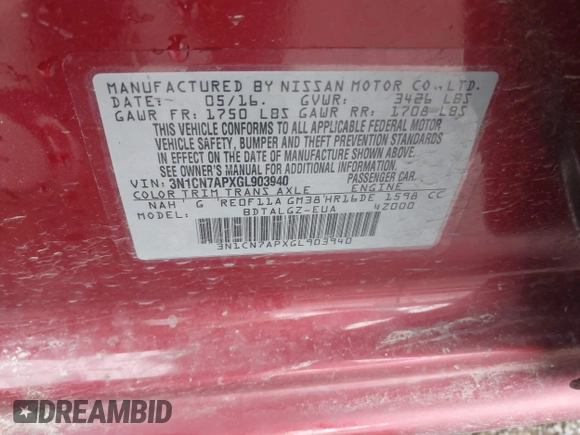 MANUFACTURED BY NISSAN MOTOR CO.,LTD.
DATE: 05/16. GVWR: 3426 LBS
GAWR FR: 1750 LBS GAWR RR: 1708 LBS
THIS VEHICLE CONFORMS TO ALL APPLICABLE FEDERAL MOTOR
VEHICLE SAFETY, BUMPER AND THEFT PREVENTION STANDARDS
IN EFFECT ON THE DATE OF MANUFACTURE SHOWN ABOVE.
SEE OWNER'S MANUAL FOR ADDITIONAL INFORMATION.
VIN: 3N1CN7APXGL903940 PASSENGER CAR
COLOR TRIM TRANS AXLE ENGINE
NAH G RE0F11A GM38 HR16DE 1598 CC
MODEL: BDTALGZ-EUA 42000
3N1CN7APXGL903940
DREAMBID